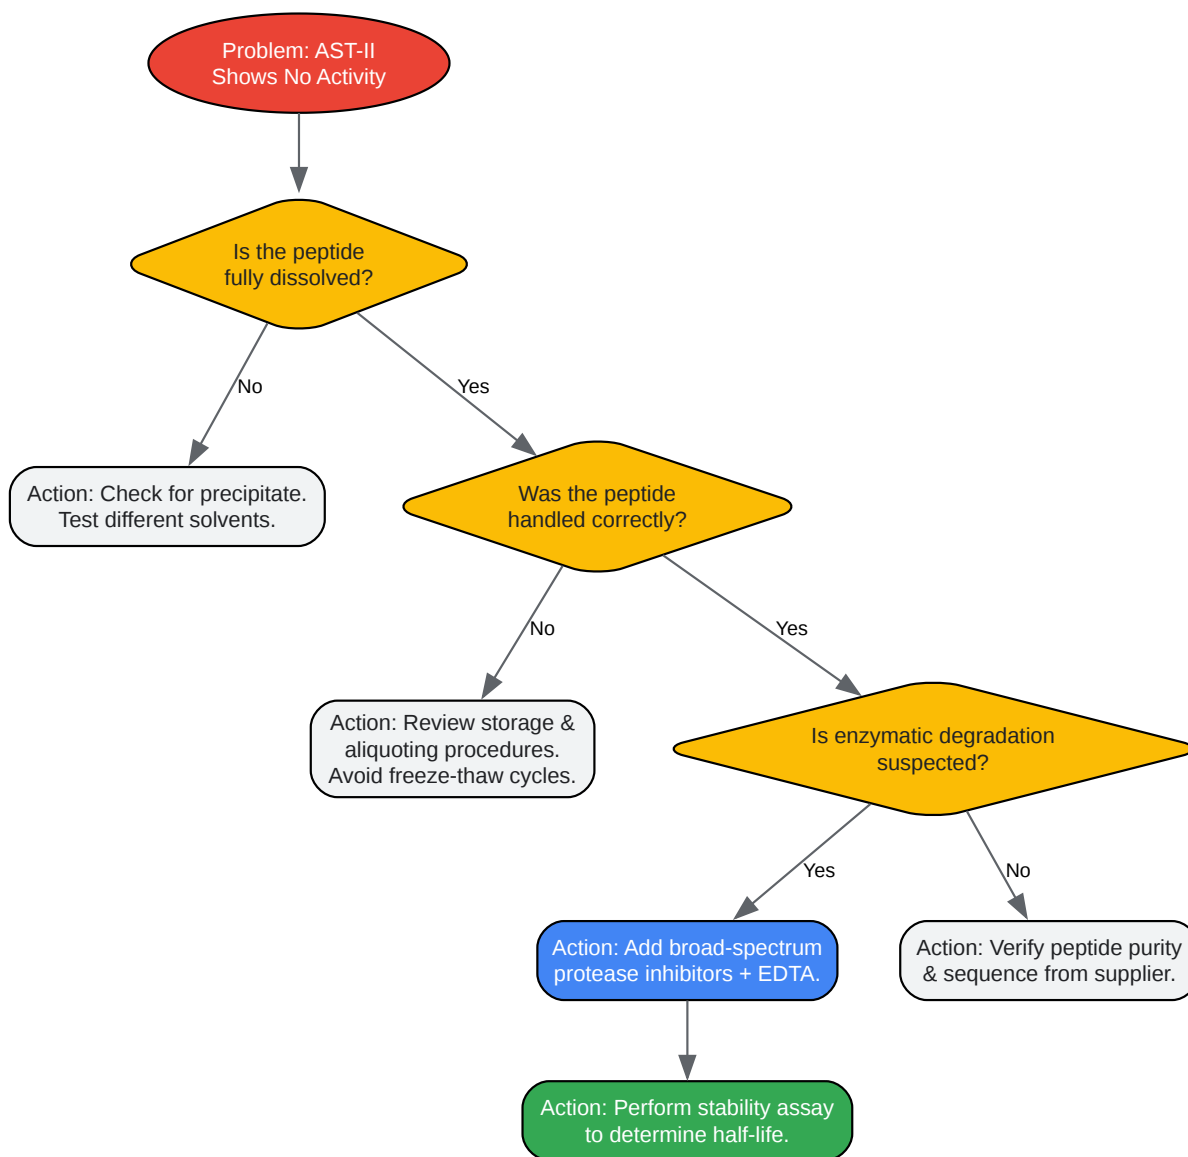 Problem: AST-II
Shows No Activity
Is the peptide
fully dissolved?
No
Yes
Action: Check for precipitate.
Test different solvents.
Was the peptide
handled correctly?
No
Yes
Action: Review storage &
aliquoting procedures.
Avoid freeze-thaw cycles.
Is enzymatic degradation
suspected?
Yes
No
Action: Add broad-spectrum
protease inhibitors + EDTA.
Action: Verify peptide purity
& sequence from supplier.
Action: Perform stability assay
to determine half-life.